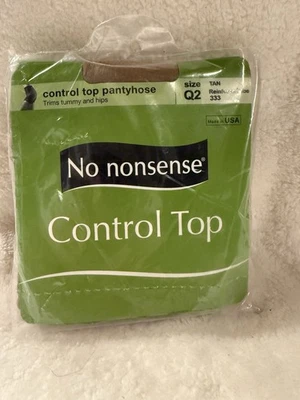 control top pantyhose
Trims tummy and hips
size
Q2
TAN
333
Made in USA
No nonsense®
Control Top